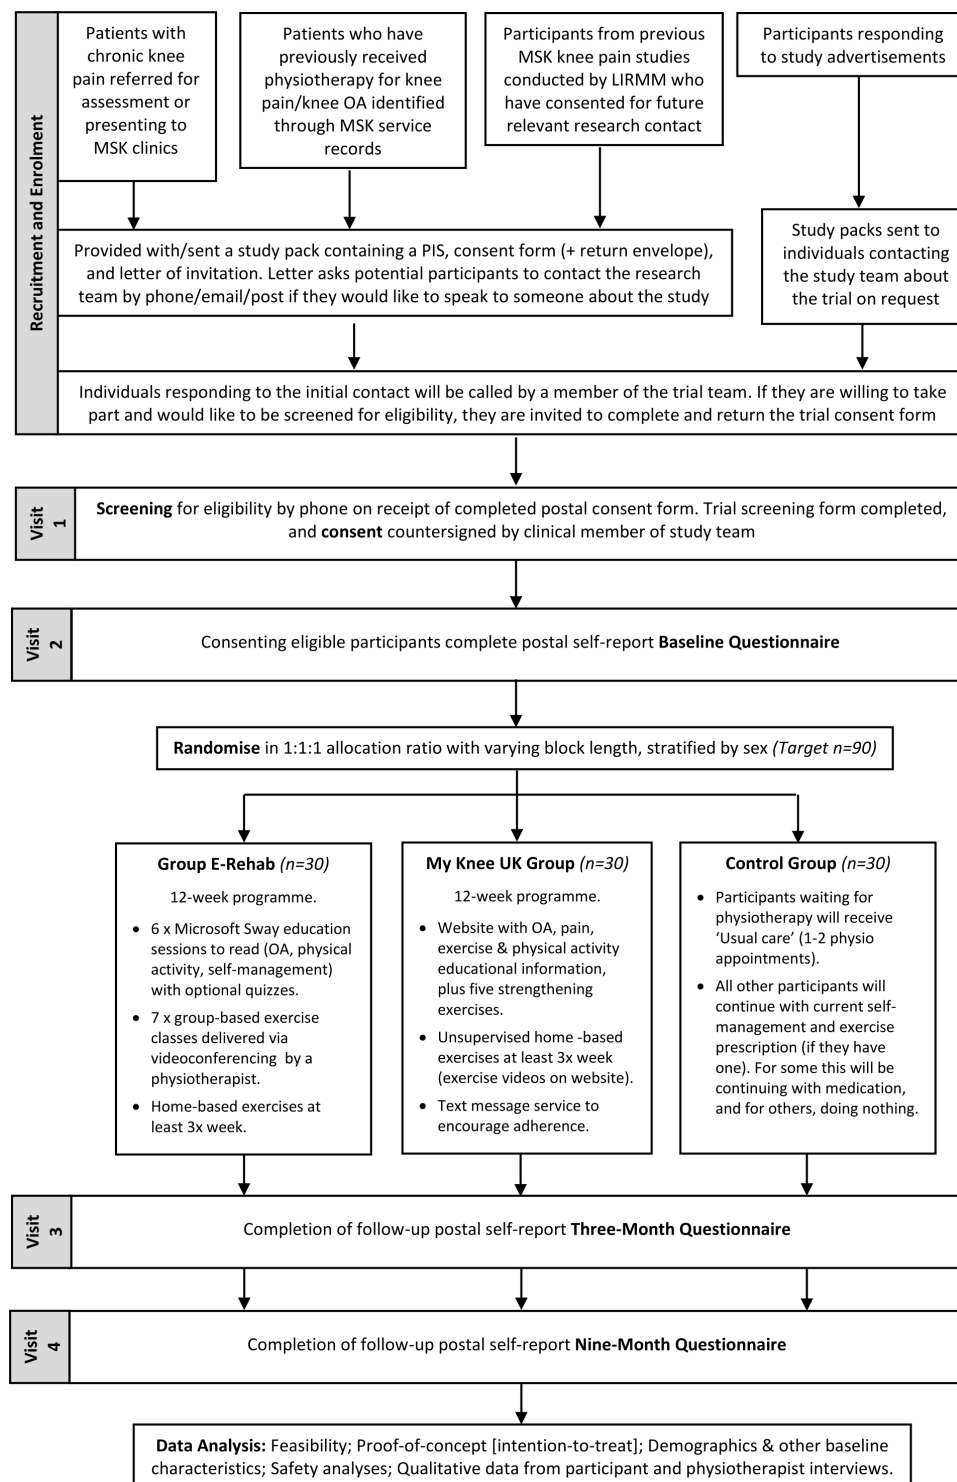 Recruitment and Enrolment
Patients with
chronic knee
pain referred for
assessment or
presenting to
MSK clinics
Patients who have
previously received
physiotherapy for knee
pain/knee OA identified
through MSK service
records
Participants from previous
MSK knee pain studies
conducted by LIRMM who
have consented for future
relevant research contact
Participants responding
to study advertisements
Provided with/sent a study pack containing a PIS, consent form (+ return envelope),
and letter of invitation. Letter asks potential participants to contact the research
team by phone/email/post if they would like to speak to someone about the study
Study packs sent to
individuals contacting
the study team about
the trial on request
Individuals responding to the initial contact will be called by a member of the trial team. If they are willing to take
part and would like to be screened for eligibility, they are invited to complete and return the trial consent form
Visit
1
Screening for eligibility by phone on receipt of completed postal consent form. Trial screening form completed,
and consent countersigned by clinical member of study team
Visit
2
Consenting eligible participants complete postal self-report Baseline Questionnaire
Randomise in 1:1:1 allocation ratio with varying block length, stratified by sex (Target n=90)
Group E-Rehab (n=30)
12-week programme.
• 6 x Microsoft Sway education
sessions to read (OA, physical
activity, self-management)
with optional quizzes.
• 7 x group-based exercise
classes delivered via
videoconferencing by a
physiotherapist.
• Home-based exercises at
least 3x week.
My Knee UK Group (n=30)
12-week programme.
• Website with OA, pain,
exercise & physical activity
educational information,
plus five strengthening
exercises.
• Unsupervised home -based
exercises at least 3x week
(exercise videos on website).
• Text message service to
encourage adherence.
Control Group (n=30)
• Participants waiting for
physiotherapy will receive
‘Usual care’ (1-2 physio
appointments).
• All other participants will
continue with current self-
management and exercise
prescription (if they have
one). For some this will be
continuing with medication,
and for others, doing nothing.
Visit
3
Completion of follow-up postal self-report Three-Month Questionnaire
Visit
4
Completion of follow-up postal self-report Nine-Month Questionnaire
Data Analysis: Feasibility; Proof-of-concept [intention-to-treat]; Demographics & other baseline
characteristics; Safety analyses; Qualitative data from participant and physiotherapist interviews.